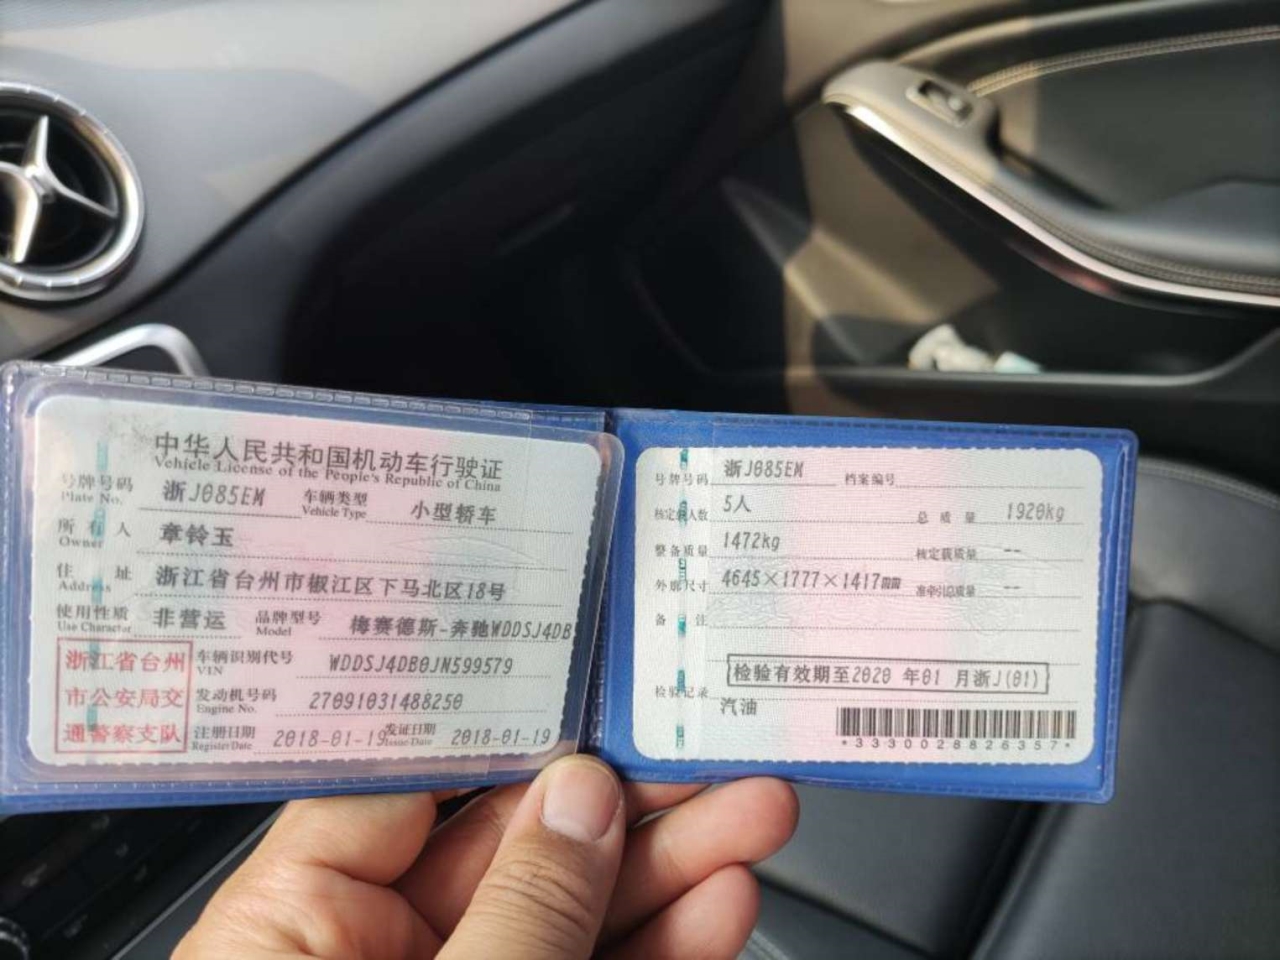 中华人民共和国机动车行驶证
Vehicle License of the People's Republic of China
号牌号码 浙J085EM 车辆类型 小型轿车
Plate No. Vehicle Type
所有人 章铃玉
Owner
住址 浙江省台州市椒江区下马北区18号
Address
使用性质 非营运 品牌型号 梅赛德斯-奔驰WDDSJ4DB
Use Character Model
浙江省台州市公安局交通警察支队
车辆识别代号 WDDSJ4DB0JN599579
VIN
发动机号码 27091031488250
Engine No.
注册日期 2018-01-19 发证日期 2018-01-19
Register Date Issue Date
号牌号码 浙J085EM 档案编号
核定载人数 5人 总质量 1920kg
整备质量 1472kg 核定载质量 --
外廓尺寸 4645×1777×1417mm 准牵引总质量 --
备注
检验有效期至2020 年01 月浙J(01)
检验记录
汽油
*3330028826357*